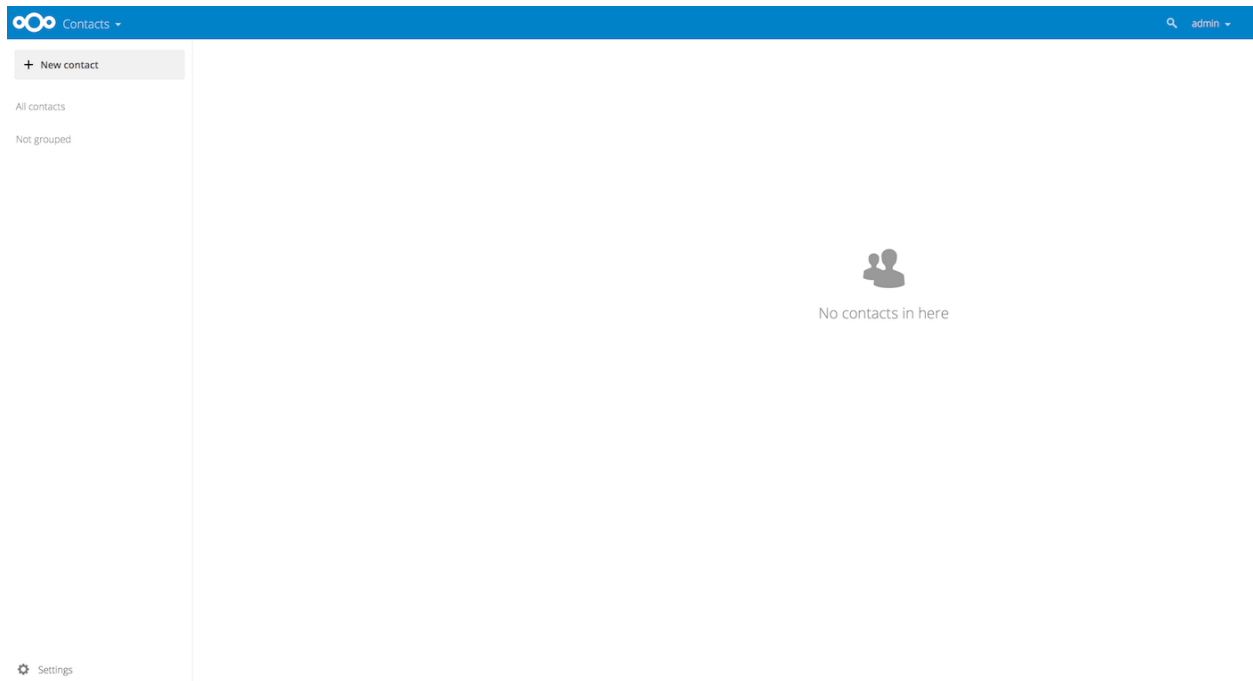 Contacts
admin
+ New contact
All contacts
Not grouped
No contacts in here
Settings